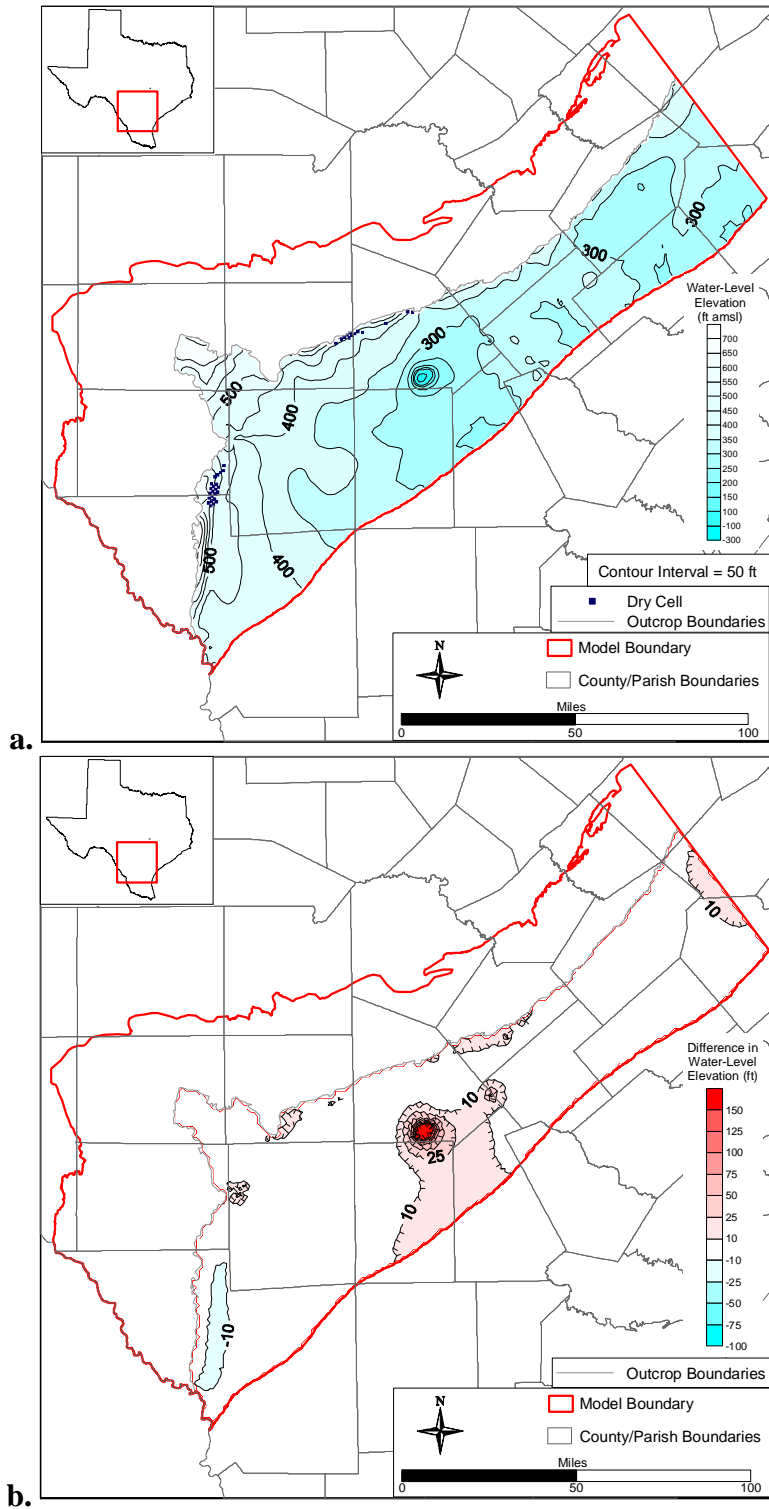 300
300
300
300
500
400
400
500
Water-Level
Elevation
(ft amsl)
700
650
600
550
500
450
400
350
300
250
200
150
100
-100
-300
Contour Interval = 50 ft
Dry Cell
Outcrop Boundaries
N
Model Boundary
County/Parish Boundaries
Miles
0 50 100
a.
10
10
25
10
-10
Difference in
Water-Level
Elevation (ft)
150
125
100
75
50
25
10
-10
-25
-50
-75
-100
Outcrop Boundaries
N
Model Boundary
County/Parish Boundaries
Miles
0 50 100
b.